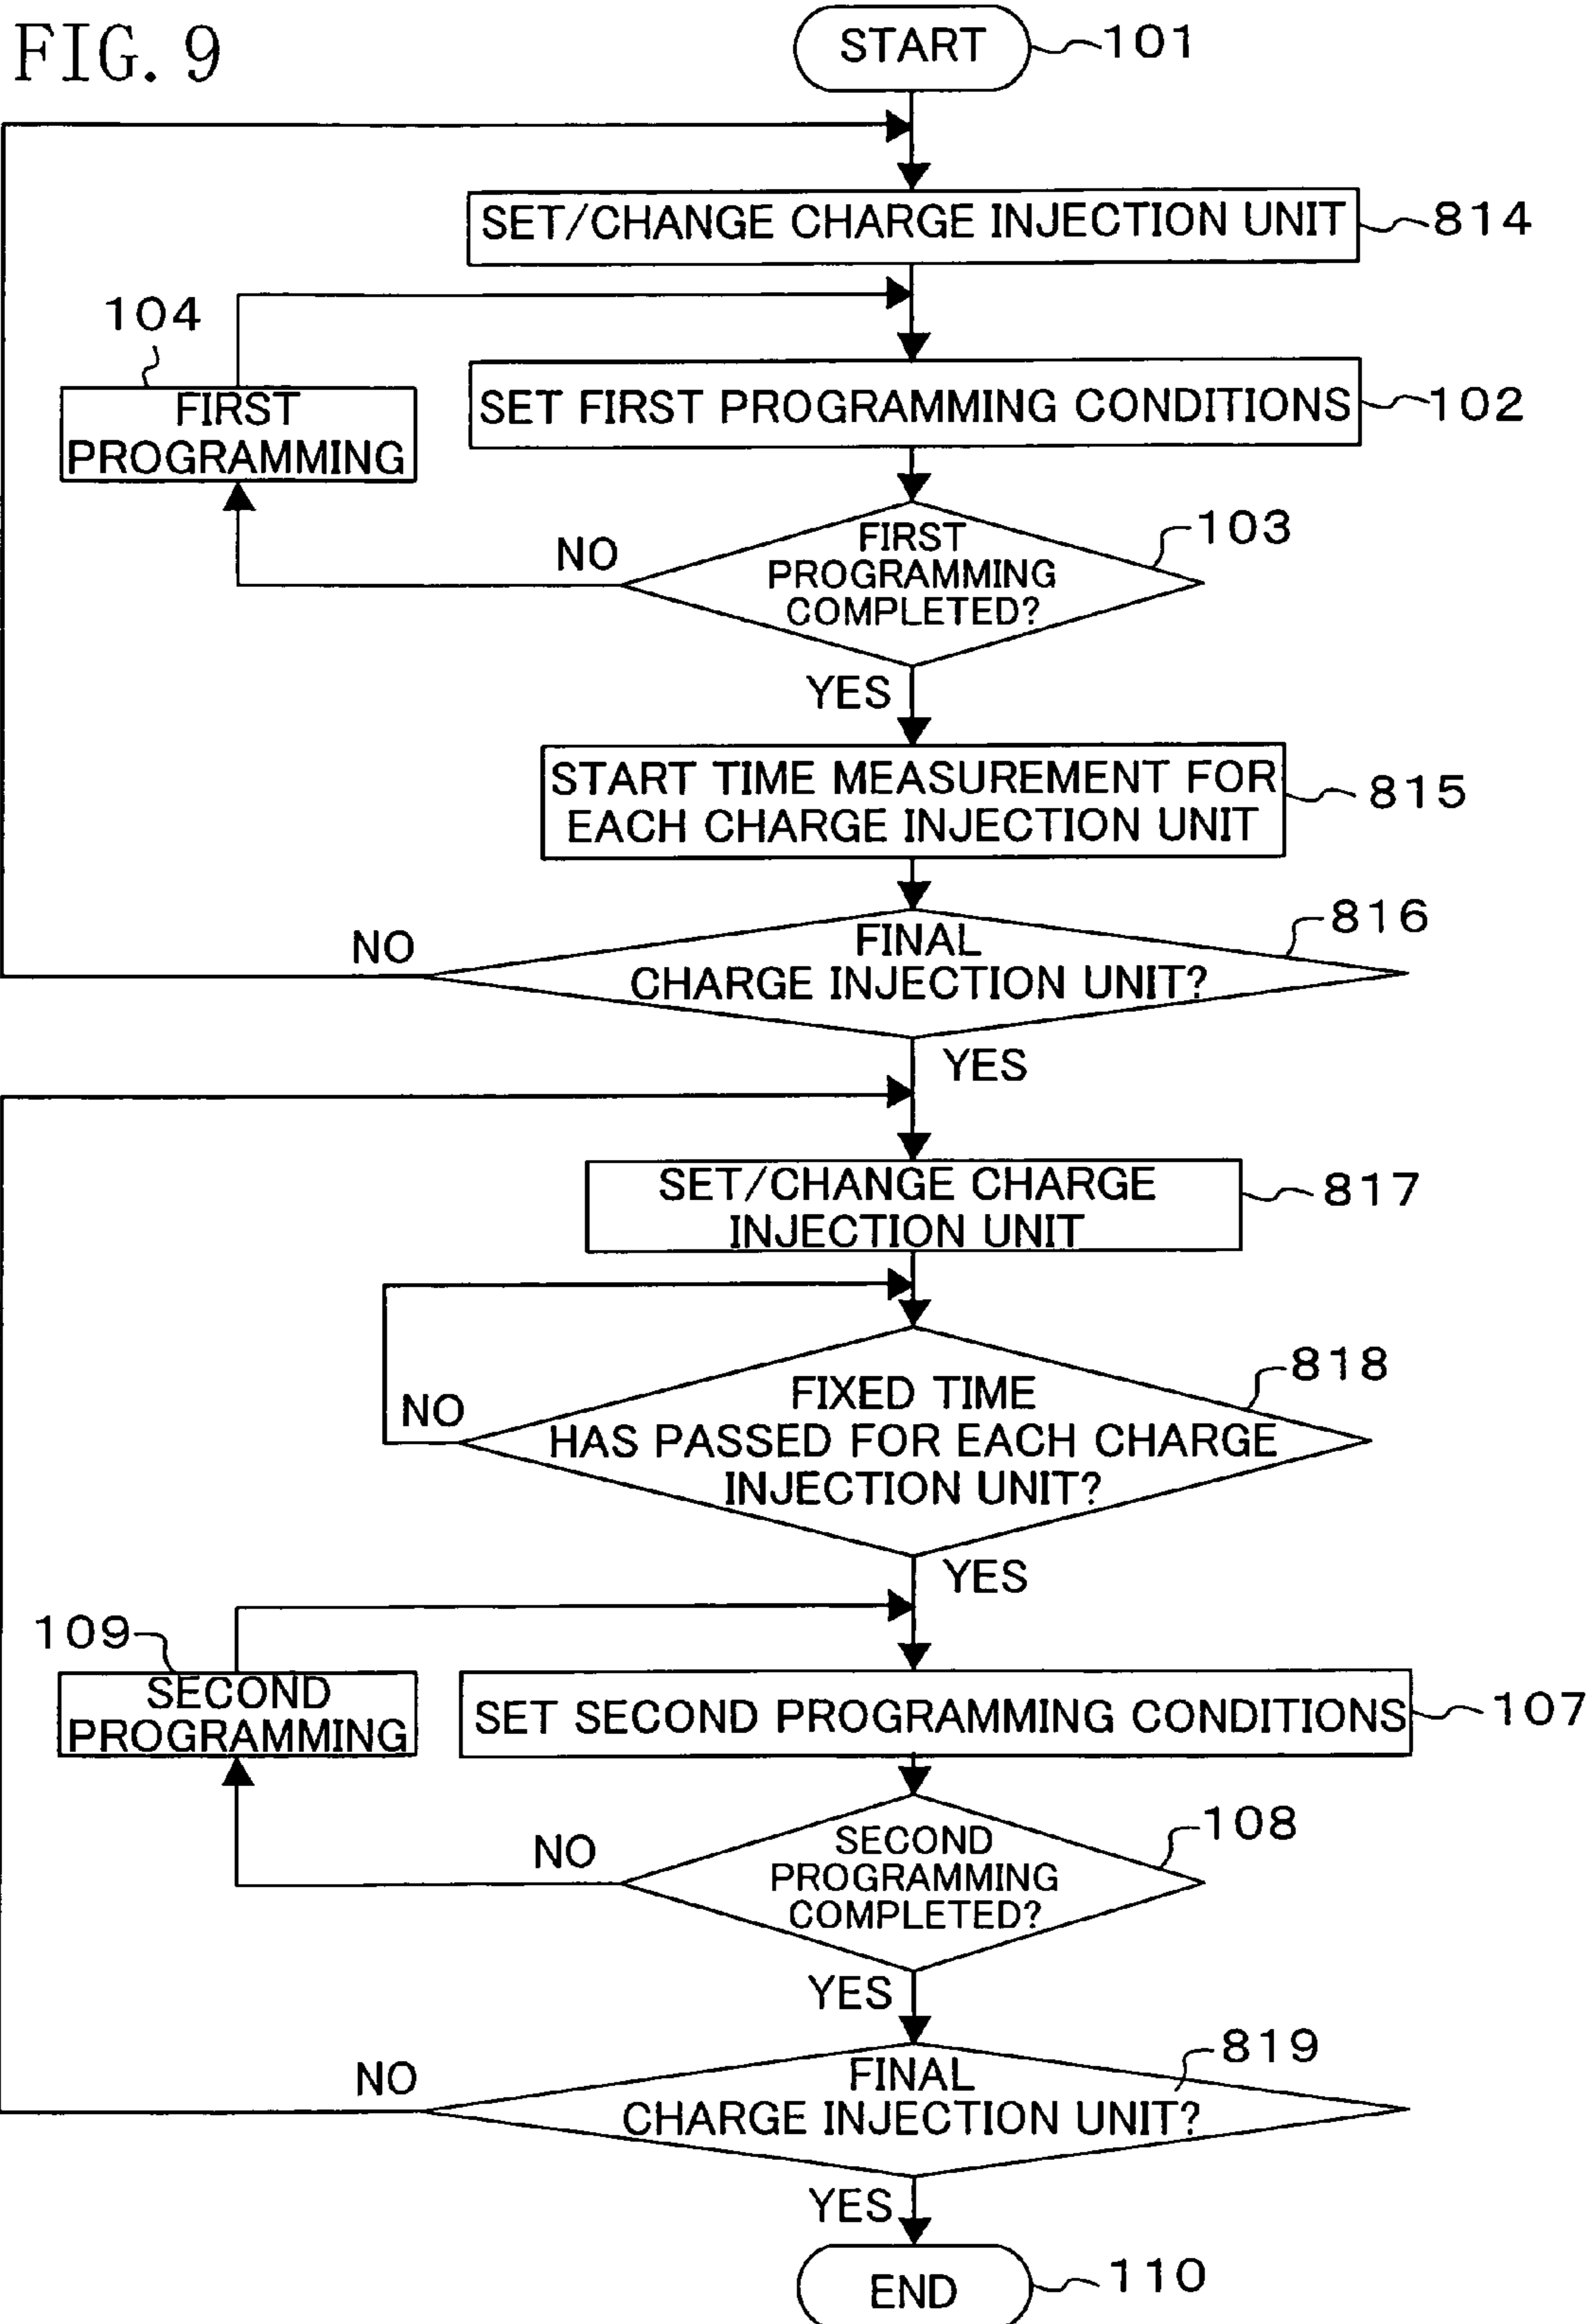 FIG. 9
START
101
SET/CHANGE CHARGE INJECTION UNIT
814
104
FIRST
PROGRAMMING
SET FIRST PROGRAMMING CONDITIONS
102
NO
FIRST
PROGRAMMING
COMPLETED?
103
YES
START TIME MEASUREMENT FOR
EACH CHARGE INJECTION UNIT
815
NO
FINAL
CHARGE INJECTION UNIT?
816
YES
SET/CHANGE CHARGE
INJECTION UNIT
817
NO
FIXED TIME
HAS PASSED FOR EACH CHARGE
INJECTION UNIT?
818
YES
109
SECOND
PROGRAMMING
SET SECOND PROGRAMMING CONDITIONS
107
NO
SECOND
PROGRAMMING
COMPLETED?
108
YES
NO
FINAL
CHARGE INJECTION UNIT?
819
YES
END
110